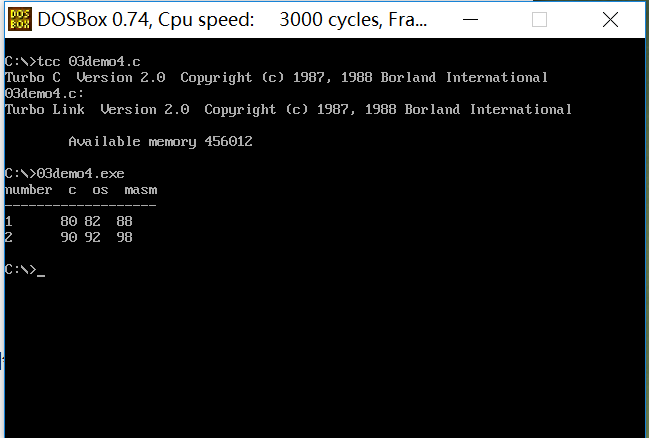 DOS BOX
DOSBox 0.74, Cpu speed: 3000 cycles, Fra...
C:\>tcc 03demo4.c
Turbo C Version 2.0 Copyright (c) 1987, 1988 Borland International
03demo4.c:
Turbo Link Version 2.0 Copyright (c) 1987, 1988 Borland International
Available memory 456012
C:\>03demo4.exe
number c os masm
-------------------
1 80 82 88
2 90 92 98
C:\>_